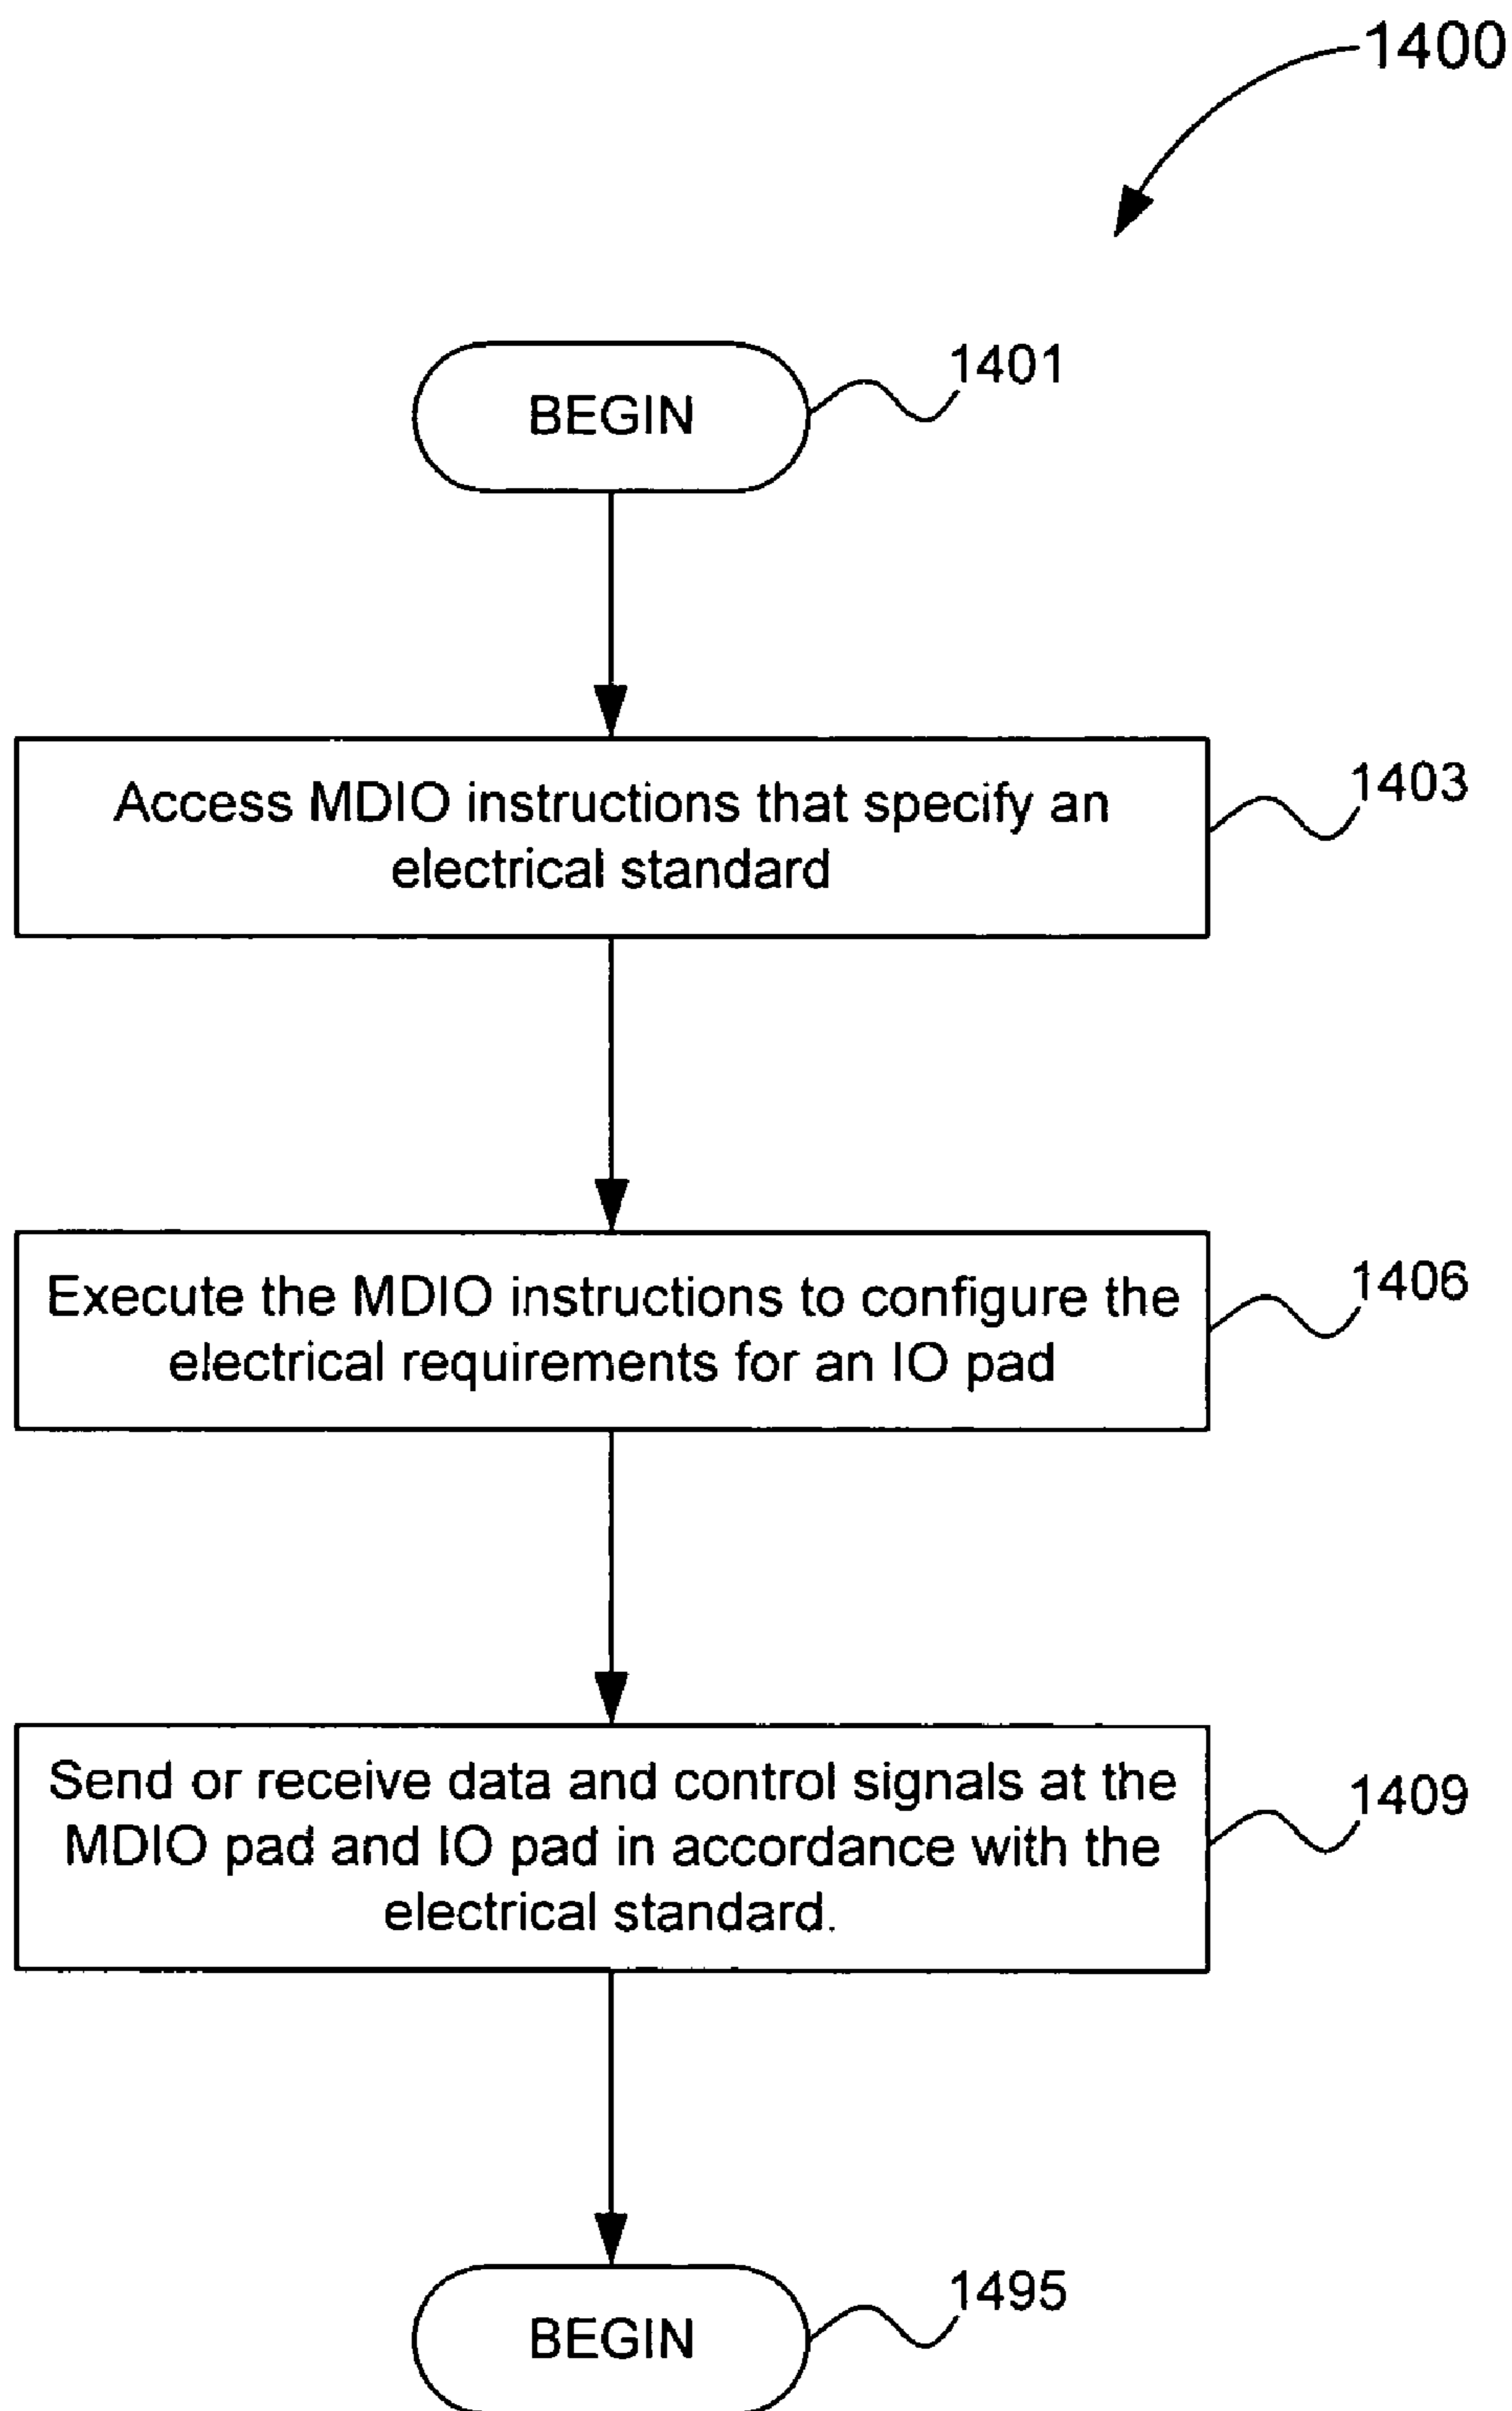 1400
1401
BEGIN
1403
Access MDIO instructions that specify an
electrical standard
1406
Execute the MDIO instructions to configure the
electrical requirements for an IO pad
1409
Send or receive data and control signals at the
MDIO pad and IO pad in accordance with the
electrical standard.
1495
BEGIN